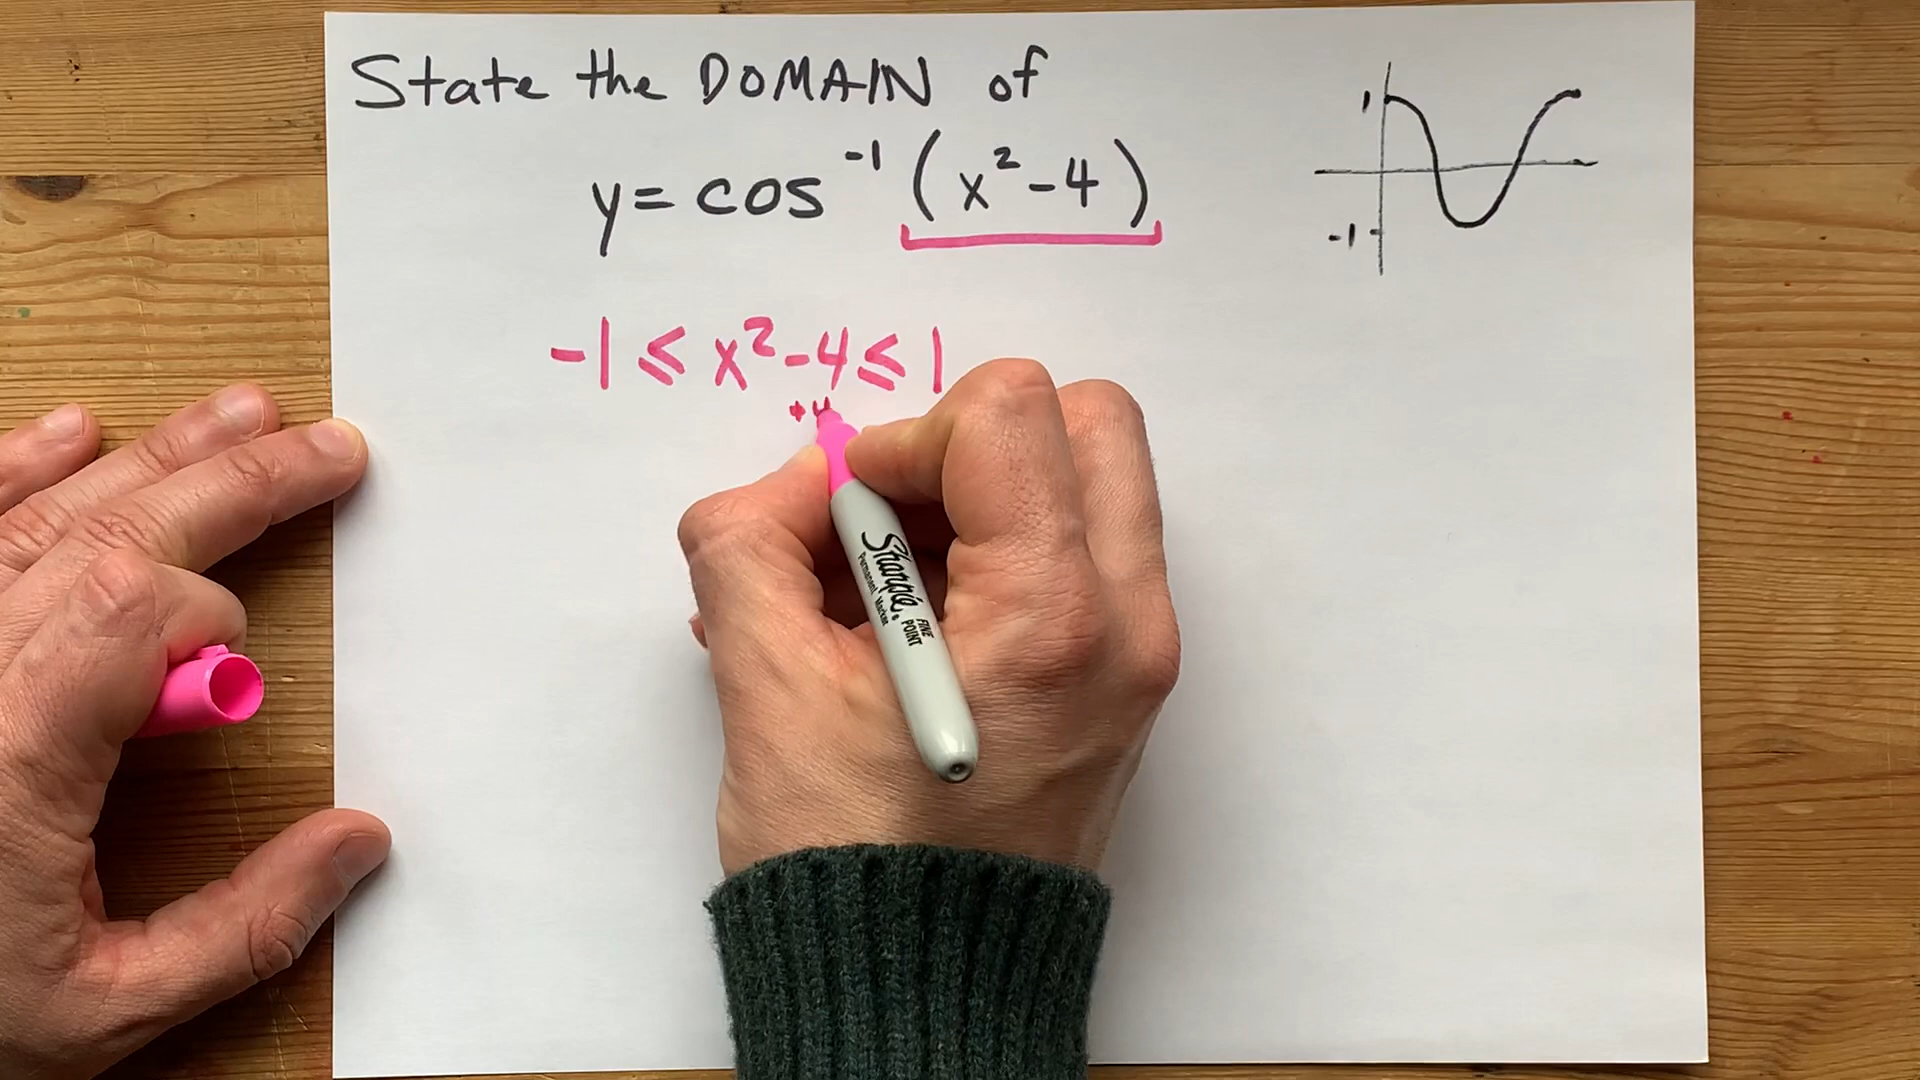 State the DOMAIN of
y = cos⁻¹ (x² - 4)
1
-1
-1 ≤ x² - 4 ≤ 1
+4
Sharpie.
FINE POINT
Permanent Marker